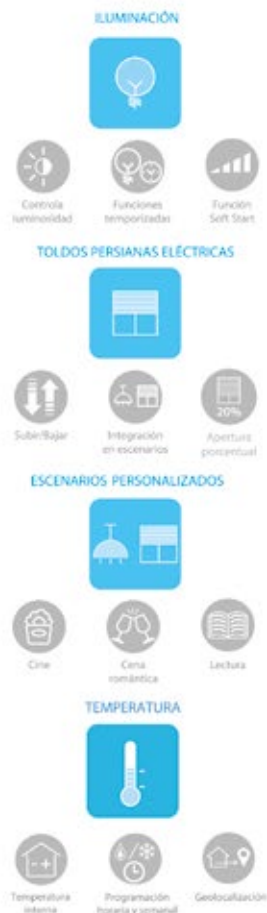 ILUMINACIÓN
Controla
luminosidad
Funciones
temporizadas
Función
Soft Start
TOLDOS PERSIANAS ELÉCTRICAS
20%
Subir/Bajar
Integración
en escenarios
Apertura
porcentual
ESCENARIOS PERSONALIZADOS
Cine
Cena
romántica
Lectura
TEMPERATURA
Temperatura
interna
Programación
horaria y semanal
Geolocalización